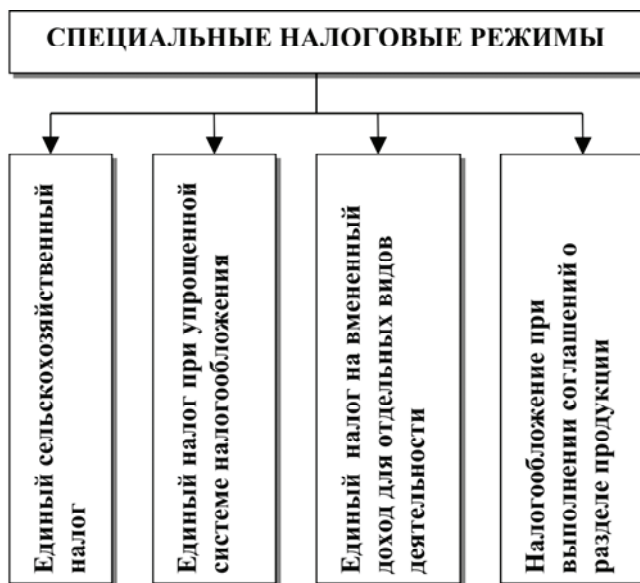 СПЕЦИАЛЬНЫЕ НАЛОГОВЫЕ РЕЖИМЫ
Единый сельскохозяйственный
налог
Единый налог при упрощенной
системе налогообложения
Единый налог на вмененный
доход для отдельных видов
деятельности
Налогообложение при
выполнении соглашений о
разделе продукции